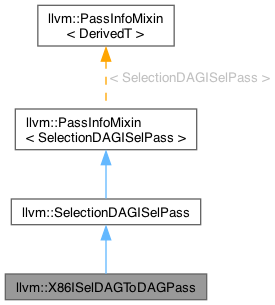 llvm::PassInfoMixin
< DerivedT >
< SelectionDAGISelPass >
llvm::PassInfoMixin
< SelectionDAGISelPass >
llvm::SelectionDAGISelPass
llvm::X86ISelDAGToDAGPass